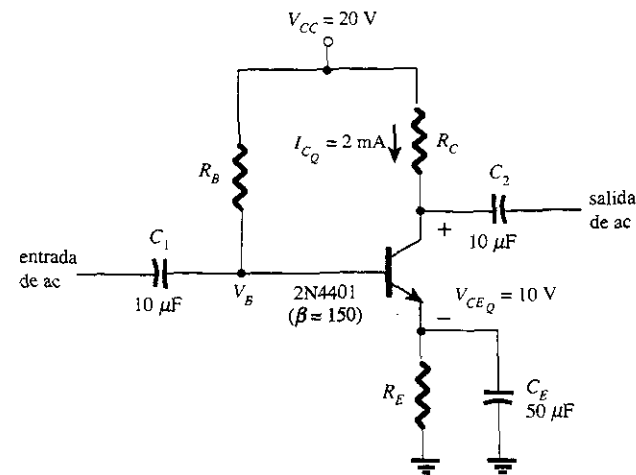 V_CC = 20 V
R_B
I_CQ = 2 mA
R_C
C_2
10 μF
salida
de ac
entrada
de ac
C_1
10 μF
V_B
2N4401
(β = 150)
+
V_CEQ = 10 V
−
R_E
C_E
50 μF